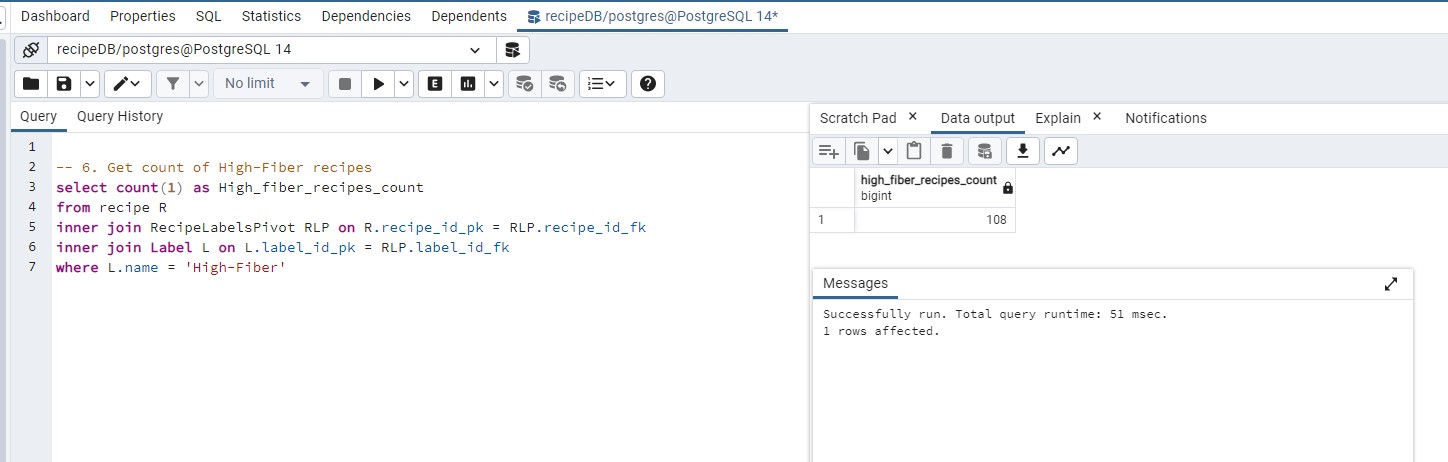 Dashboard Properties SQL Statistics Dependencies Dependents recipeDB/postgres@PostgreSQL 14*
recipeDB/postgres@PostgreSQL 14
No limit
E
Query Query History
1
2 -- 6. Get count of High-Fiber recipes
3 select count(1) as High_fiber_recipes_count
4 from recipe R
5 inner join RecipeLabelsPivot RLP on R.recipe_id_pk = RLP.recipe_id_fk
6 inner join Label L on L.label_id_pk = RLP.label_id_fk
7 where L.name = 'High-Fiber'
Scratch Pad Data output Explain Notifications
high_fiber_recipes_count
bigint
1 108
Messages
Successfully run. Total query runtime: 51 msec.
1 rows affected.